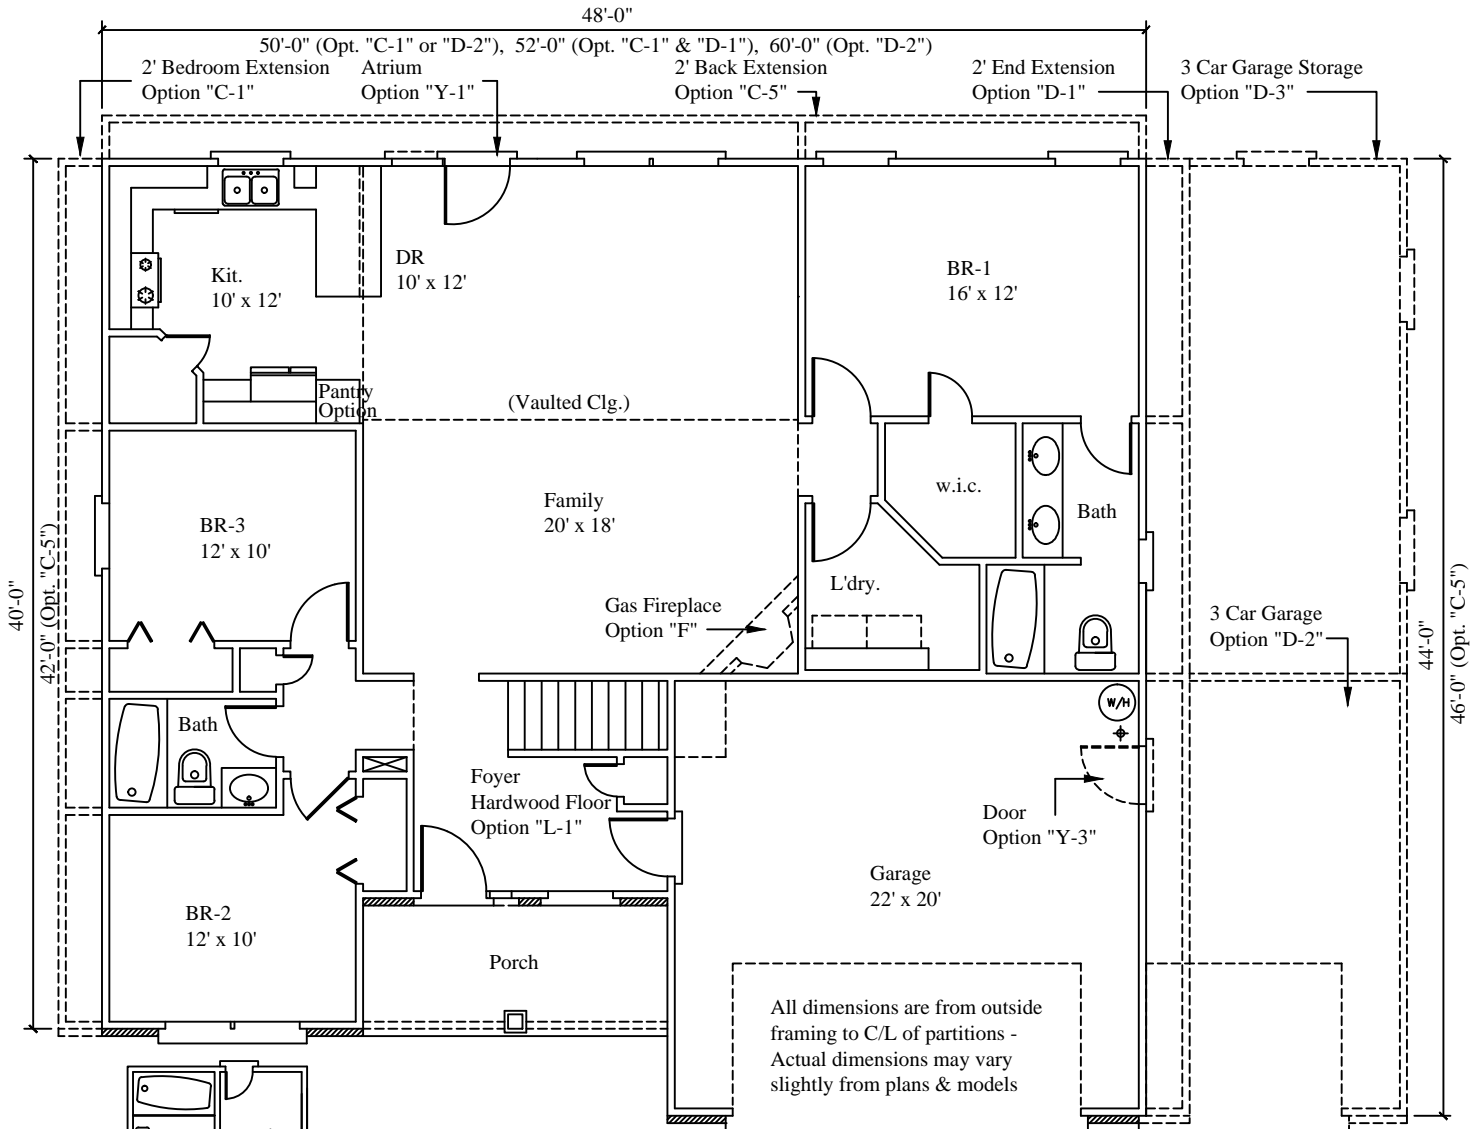 48'-0"
50'-0" (Opt. "C-1" or "D-2"), 52'-0" (Opt. "C-1" & "D-1"), 60'-0" (Opt. "D-2")
2' Bedroom Extension
Option "C-1"
Atrium
Option "Y-1"
2' Back Extension
Option "C-5"
2' End Extension
Option "D-1"
3 Car Garage Storage
Option "D-3"
Kit.
10' x 12'
DR
10' x 12'
BR-1
16' x 12'
Pantry
Option
(Vaulted Clg.)
w.i.c.
Bath
Family
20' x 18'
BR-3
12' x 10'
L'dry.
Gas Fireplace
Option "F"
3 Car Garage
Option "D-2"
40'-0"
42'-0" (Opt. "C-5")
44'-0"
46'-0" (Opt. "C-5")
W/H
Bath
Foyer
Hardwood Floor
Option "L-1"
Door
Option "Y-3"
Garage
22' x 20'
BR-2
12' x 10'
Porch
All dimensions are from outside
framing to C/L of partitions -
Actual dimensions may vary
slightly from plans & models